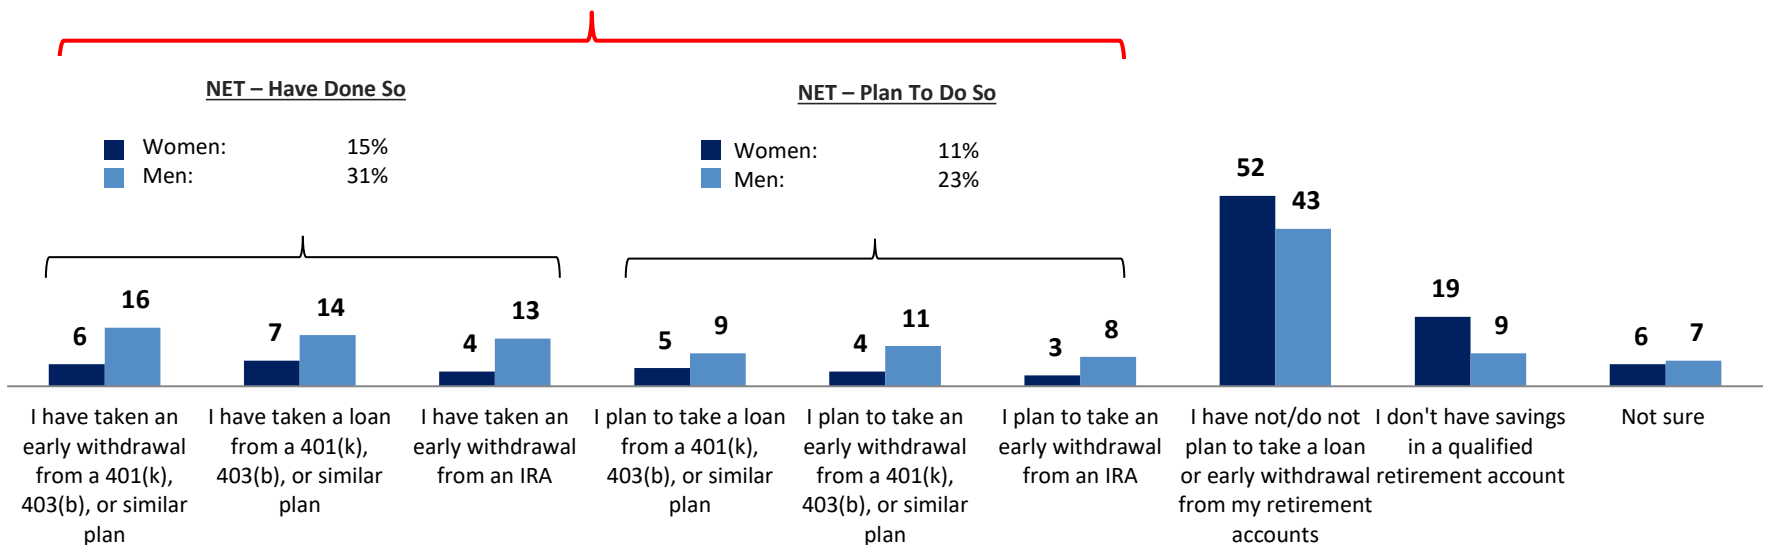 NET – Have Done So
Women: 15%
Men: 31%
NET – Plan To Do So
Women: 11%
Men: 23%
6 16
7 14
4 13
5 9
4 11
3 8
52 43
19 9
6 7
I have taken an
early withdrawal
from a 401(k),
403(b), or similar
plan
I have taken a loan
from a 401(k),
403(b), or similar
plan
I have taken an
early withdrawal
from an IRA
I plan to take a loan
from a 401(k),
403(b), or similar
plan
I plan to take an
early withdrawal
from a 401(k),
403(b), or similar
plan
I plan to take an
early withdrawal
from an IRA
I have not/do not
plan to take a loan
or early withdrawal
from my retirement
accounts
I don't have savings
in a qualified
retirement account
Not sure